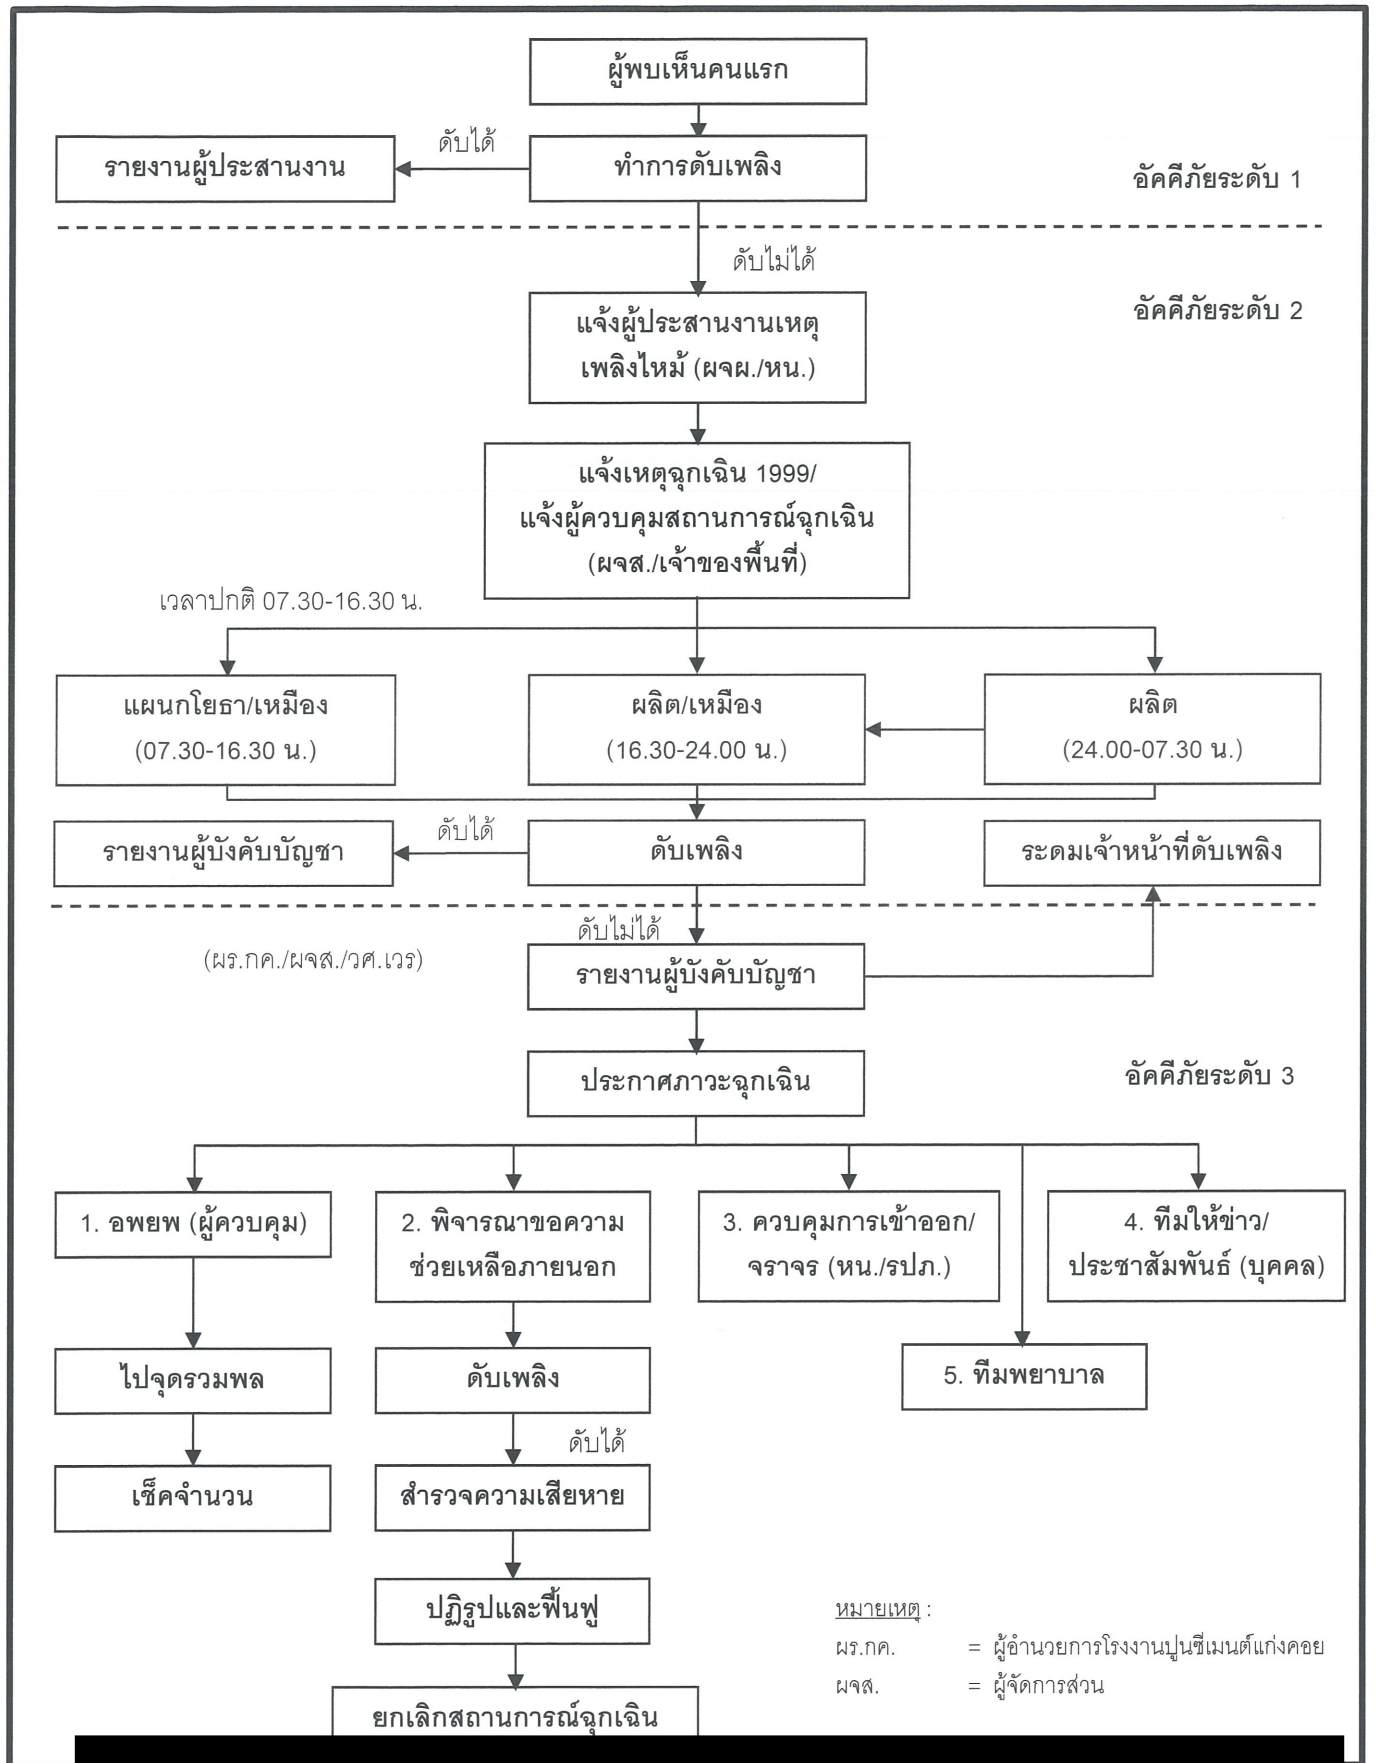 ผู้พบเห็นคนแรก
ดับได้
รายงานผู้ประสานงาน
ทำการดับเพลิง
อัคคีภัยระดับ 1
ดับไม่ได้
อัคคีภัยระดับ 2
แจ้งผู้ประสานงานเหตุ
เพลิงไหม้ (ผจผ./หน.)
แจ้งเหตุฉุกเฉิน 1999/
แจ้งผู้ควบคุมสถานการณ์ฉุกเฉิน
(ผจส./เจ้าของพื้นที่)
เวลาปกติ 07.30-16.30 น.
แผนกโยธา/เหมือง
(07.30-16.30 น.)
ผลิต/เหมือง
(16.30-24.00 น.)
ผลิต
(24.00-07.30 น.)
ดับได้
รายงานผู้บังคับบัญชา
ดับเพลิง
ระดมเจ้าหน้าที่ดับเพลิง
ดับไม่ได้
(ผร.กค./ผจส./วศ.เวร)
รายงานผู้บังคับบัญชา
ประกาศภาวะฉุกเฉิน
อัคคีภัยระดับ 3
1. อพยพ (ผู้ควบคุม)
2. พิจารณาขอความ
ช่วยเหลือภายนอก
3. ควบคุมการเข้าออก/
จราจร (หน./รปภ.)
4. ทีมให้ข่าว/
ประชาสัมพันธ์ (บุคคล)
ไปจุดรวมพล
ดับเพลิง
5. ทีมพยาบาล
ดับได้
เช็คจำนวน
สำรวจความเสียหาย
ปฏิรูปและฟื้นฟู
ยกเลิกสถานการณ์ฉุกเฉิน
หมายเหตุ :
ผร.กค. = ผู้อำนวยการโรงงานปูนซีเมนต์แก่งคอย
ผจส. = ผู้จัดการส่วน